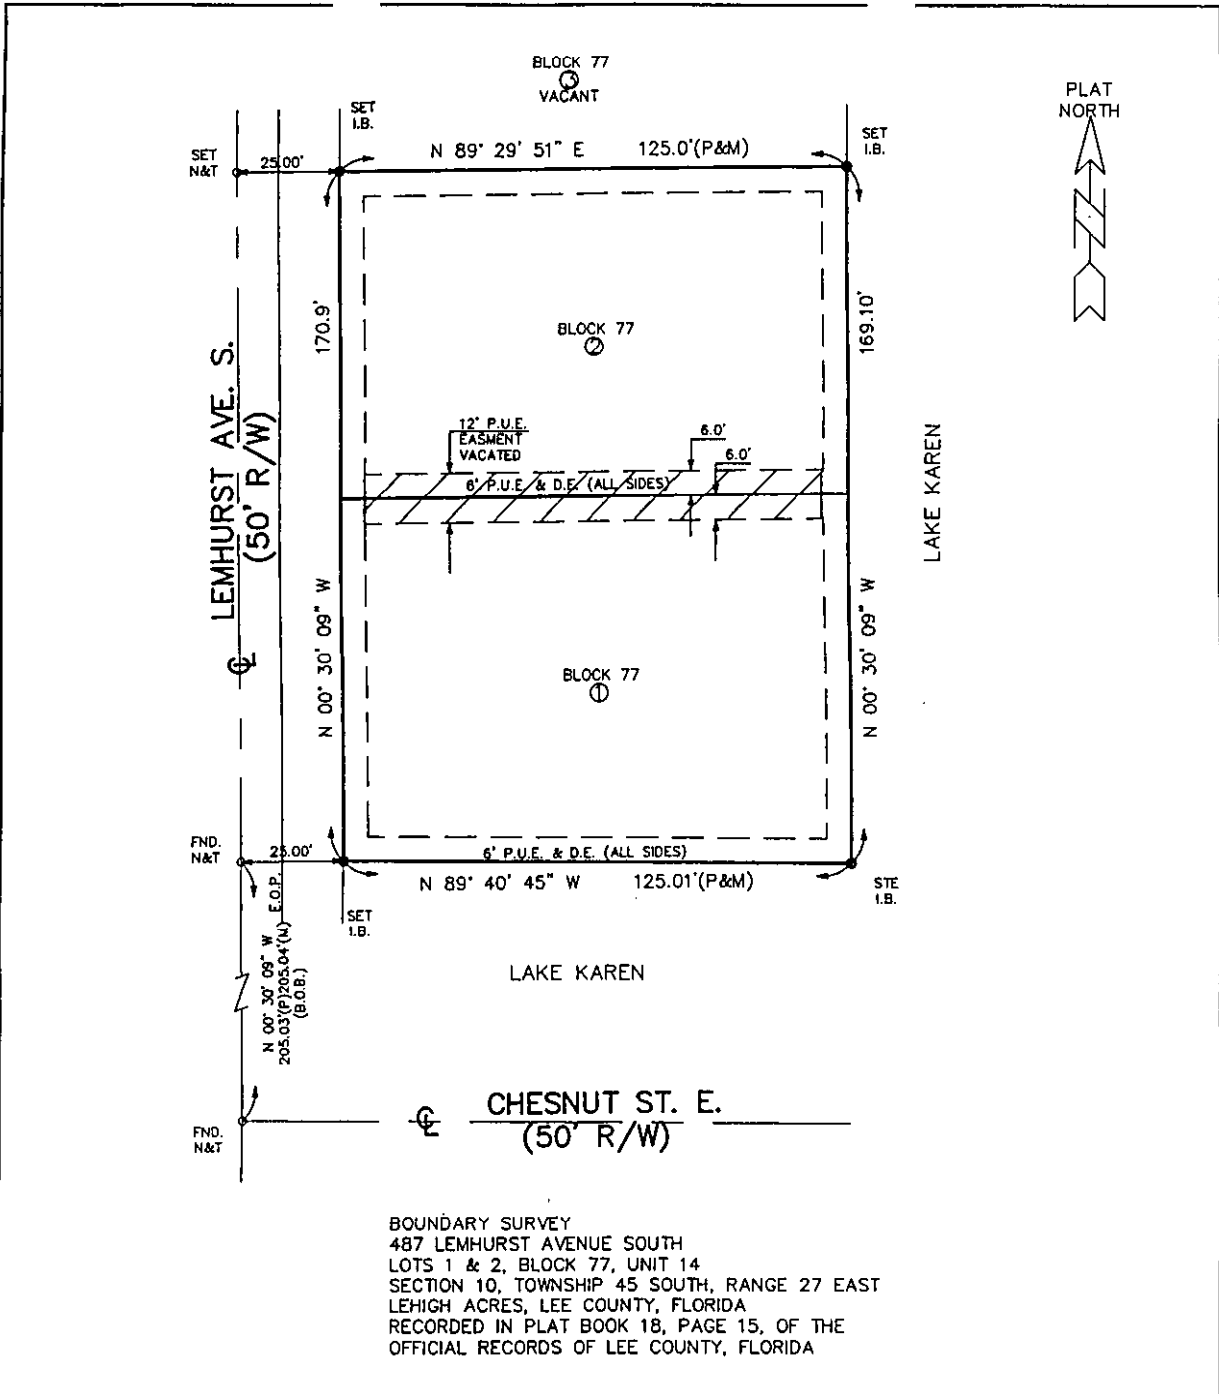 BLOCK 77
3
VACANT
PLAT
NORTH
N
SET
I.B.
SET
I.B.
SET
N&T
25.00'
N 89° 29' 51" E 125.0'(P&M)
170.9'
169.10'
BLOCK 77
2
LEMHURST AVE. S.
(50' R/W)
12' P.U.E.
EASMENT
VACATED
6.0'
6.0'
6' P.U.E. & D.E. (ALL SIDES)
LAKE KAREN
N 00° 30' 09" W
N 00° 30' 09" W
BLOCK 77
1
CL
FND.
N&T
25.00'
6' P.U.E. & D.E. (ALL SIDES)
N 89° 40' 45" W 125.01'(P&M)
STE
I.B.
SET
I.B.
E.O.P.
N 00° 30' 09" W
205.03'(P)205.04'(M)
(B.O.B.)
LAKE KAREN
FND.
N&T
CL
CHESNUT ST. E.
(50' R/W)
BOUNDARY SURVEY
487 LEMHURST AVENUE SOUTH
LOTS 1 & 2, BLOCK 77, UNIT 14
SECTION 10, TOWNSHIP 45 SOUTH, RANGE 27 EAST
LEHIGH ACRES, LEE COUNTY, FLORIDA
RECORDED IN PLAT BOOK 18, PAGE 15, OF THE
OFFICIAL RECORDS OF LEE COUNTY, FLORIDA